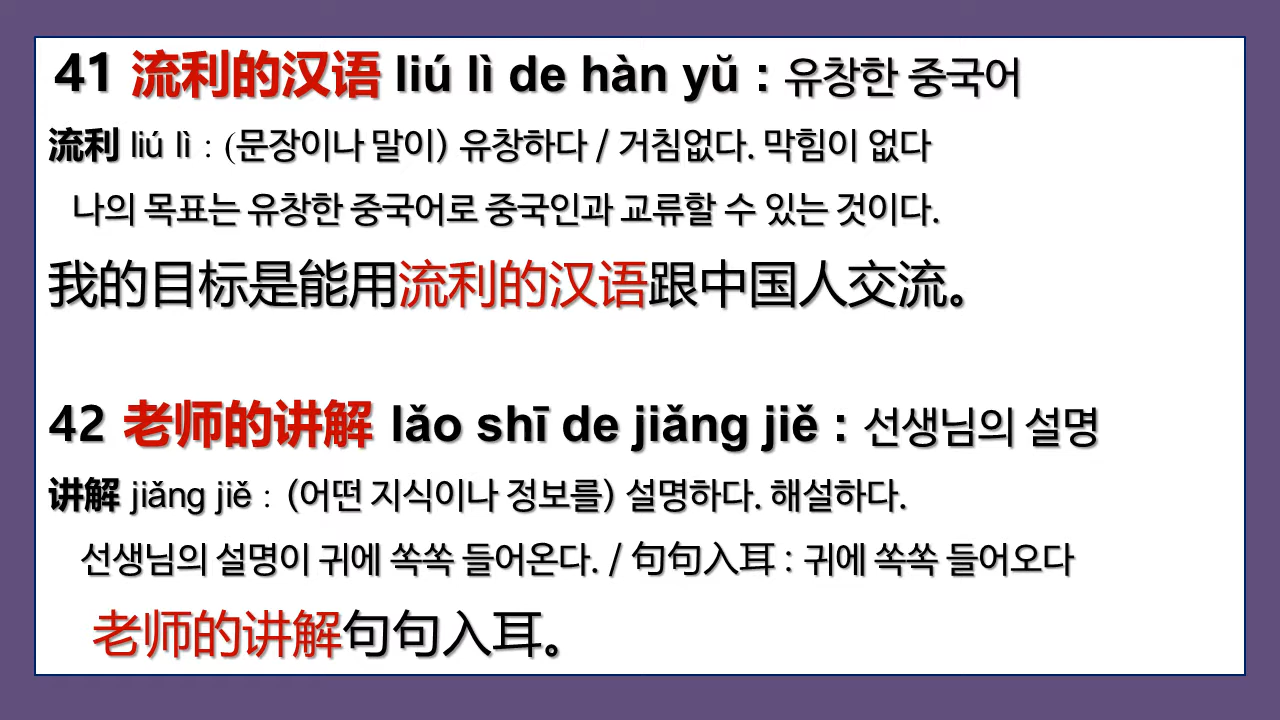 41 流利的汉语 liú lì de hàn yŭ : 유창한 중국어
流利 liú lì : (문장이나 말이) 유창하다 / 거침없다. 막힘이 없다
나의 목표는 유창한 중국어로 중국인과 교류할 수 있는 것이다.
我的目标是能用流利的汉语跟中国人交流。
42 老师的讲解 lǎo shī de jiǎng jiě : 선생님의 설명
讲解 jiǎng jiě : (어떤 지식이나 정보를) 설명하다. 해설하다.
선생님의 설명이 귀에 쏙쏙 들어온다. / 句句入耳 : 귀에 쏙쏙 들어오다
老师的讲解句句入耳。